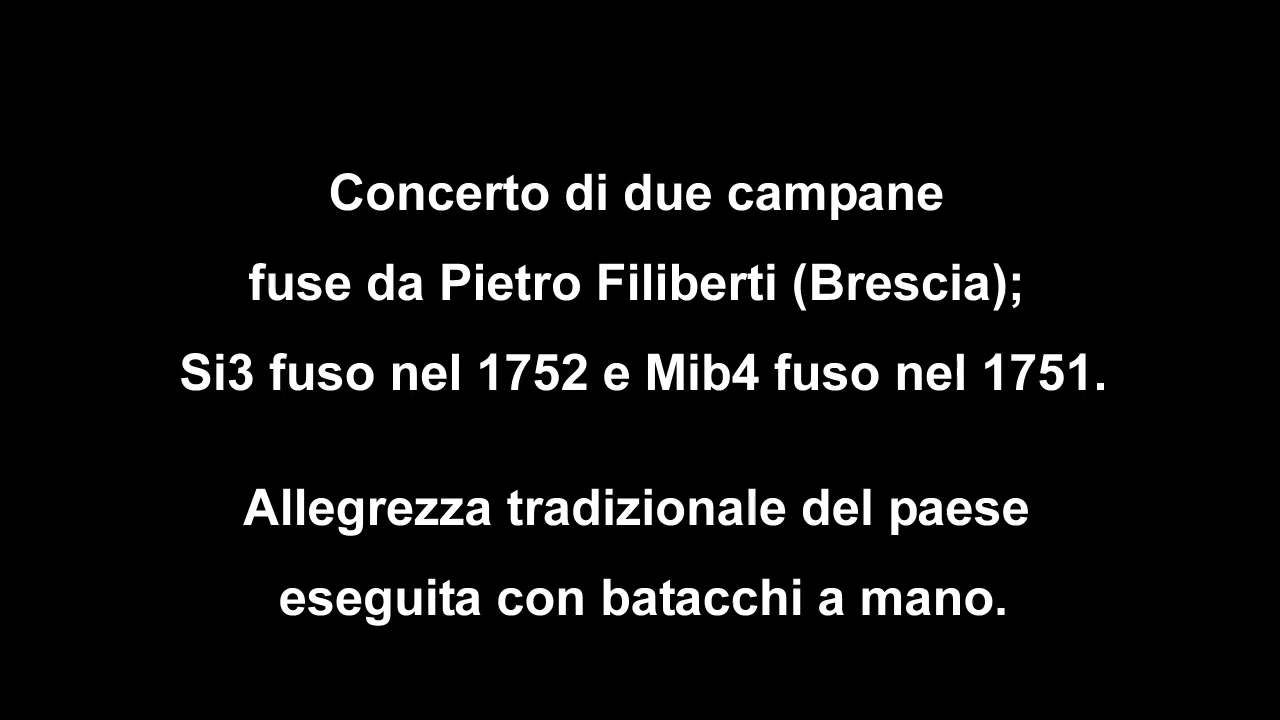 Concerto di due campane
fuse da Pietro Filiberti (Brescia);
Si3 fuso nel 1752 e Mib4 fuso nel 1751.
Allegrezza tradizionale del paese
eseguita con batacchi a mano.